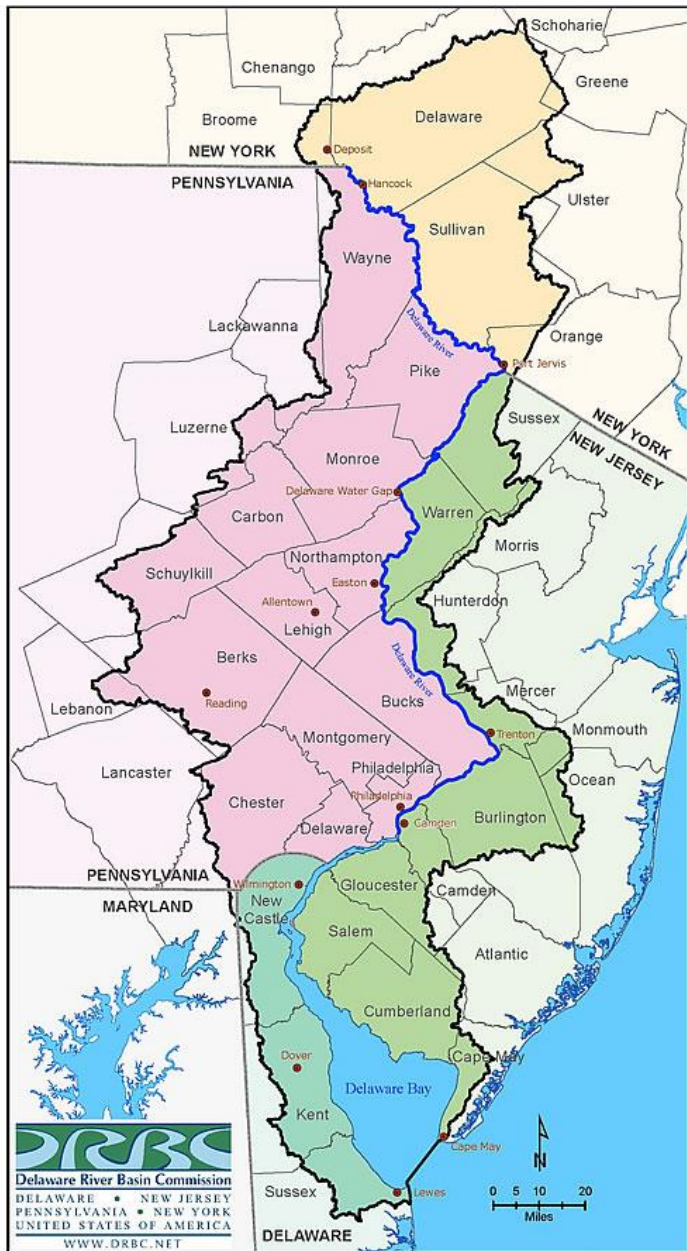 Schoharie
Chenango
Greene
Delaware
Broome
Deposit
NEW YORK
PENNSYLVANIA
Hancock
Ulster
Sullivan
Wayne
Lackawanna
Delaware River
Orange
Port Jervis
Pike
Sussex
NEW YORK
NEW JERSEY
Luzerne
Monroe
Delaware Water Gap
Warren
Carbon
Morris
Northampton
Schuylkill
Easton
Hunterdon
Allentown
Lehigh
Berks
Delaware River
Mercer
Reading
Bucks
Lebanon
Trenton
Monmouth
Montgomery
Lancaster
Philadelphia
Ocean
Chester
Philadelphia
Burlington
Delaware
Camden
PENNSYLVANIA
Gloucester
Wilmington
Camden
MARYLAND
New
Castle
Salem
Atlantic
Cumberland
Cape May
Dover
Delaware Bay
Kent
DRBC
Cape May
N
Delaware River Basin Commission
DELAWARE • NEW JERSEY
PENNSYLVANIA • NEW YORK
UNITED STATES OF AMERICA
WWW.DRBC.NET
Sussex
Lewes
10 5 0 10 20
Miles
DELAWARE